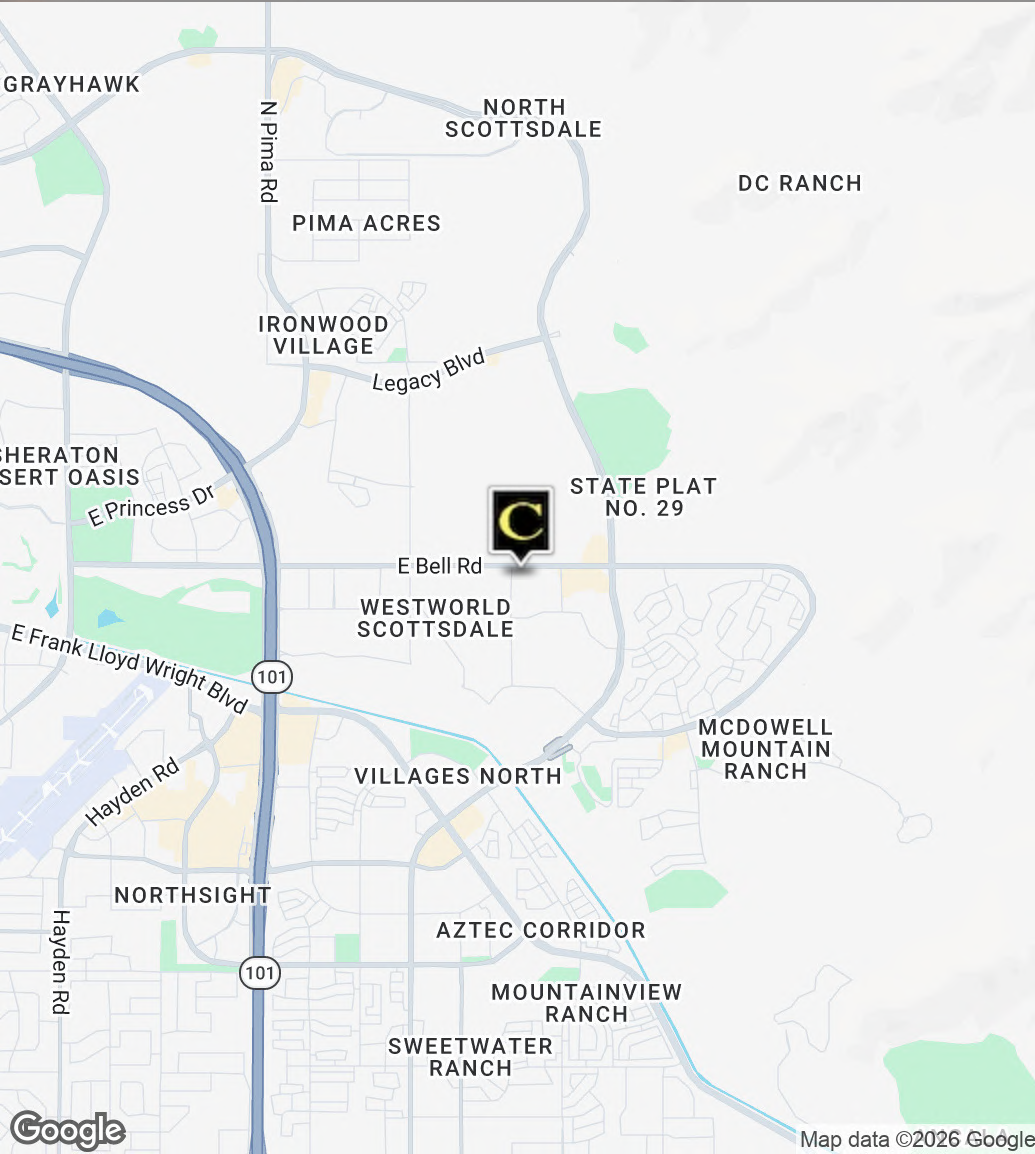 GRAYHAWK
NORTH
SCOTTSDALE
N Pima Rd
DC RANCH
PIMA ACRES
IRONWOOD
VILLAGE
Legacy Blvd
SHERATON
SERT OASIS
E Princess Dr
STATE PLAT
NO. 29
C
E Bell Rd
WESTWORLD
SCOTTSDALE
E Frank Lloyd Wright Blvd
101
MCDOWELL
MOUNTAIN
RANCH
Hayden Rd
VILLAGES NORTH
NORTHSIGHT
Hayden Rd
AZTEC CORRIDOR
101
MOUNTAINVIEW
RANCH
SWEETWATER
RANCH
Google
Map data ©2026 Google